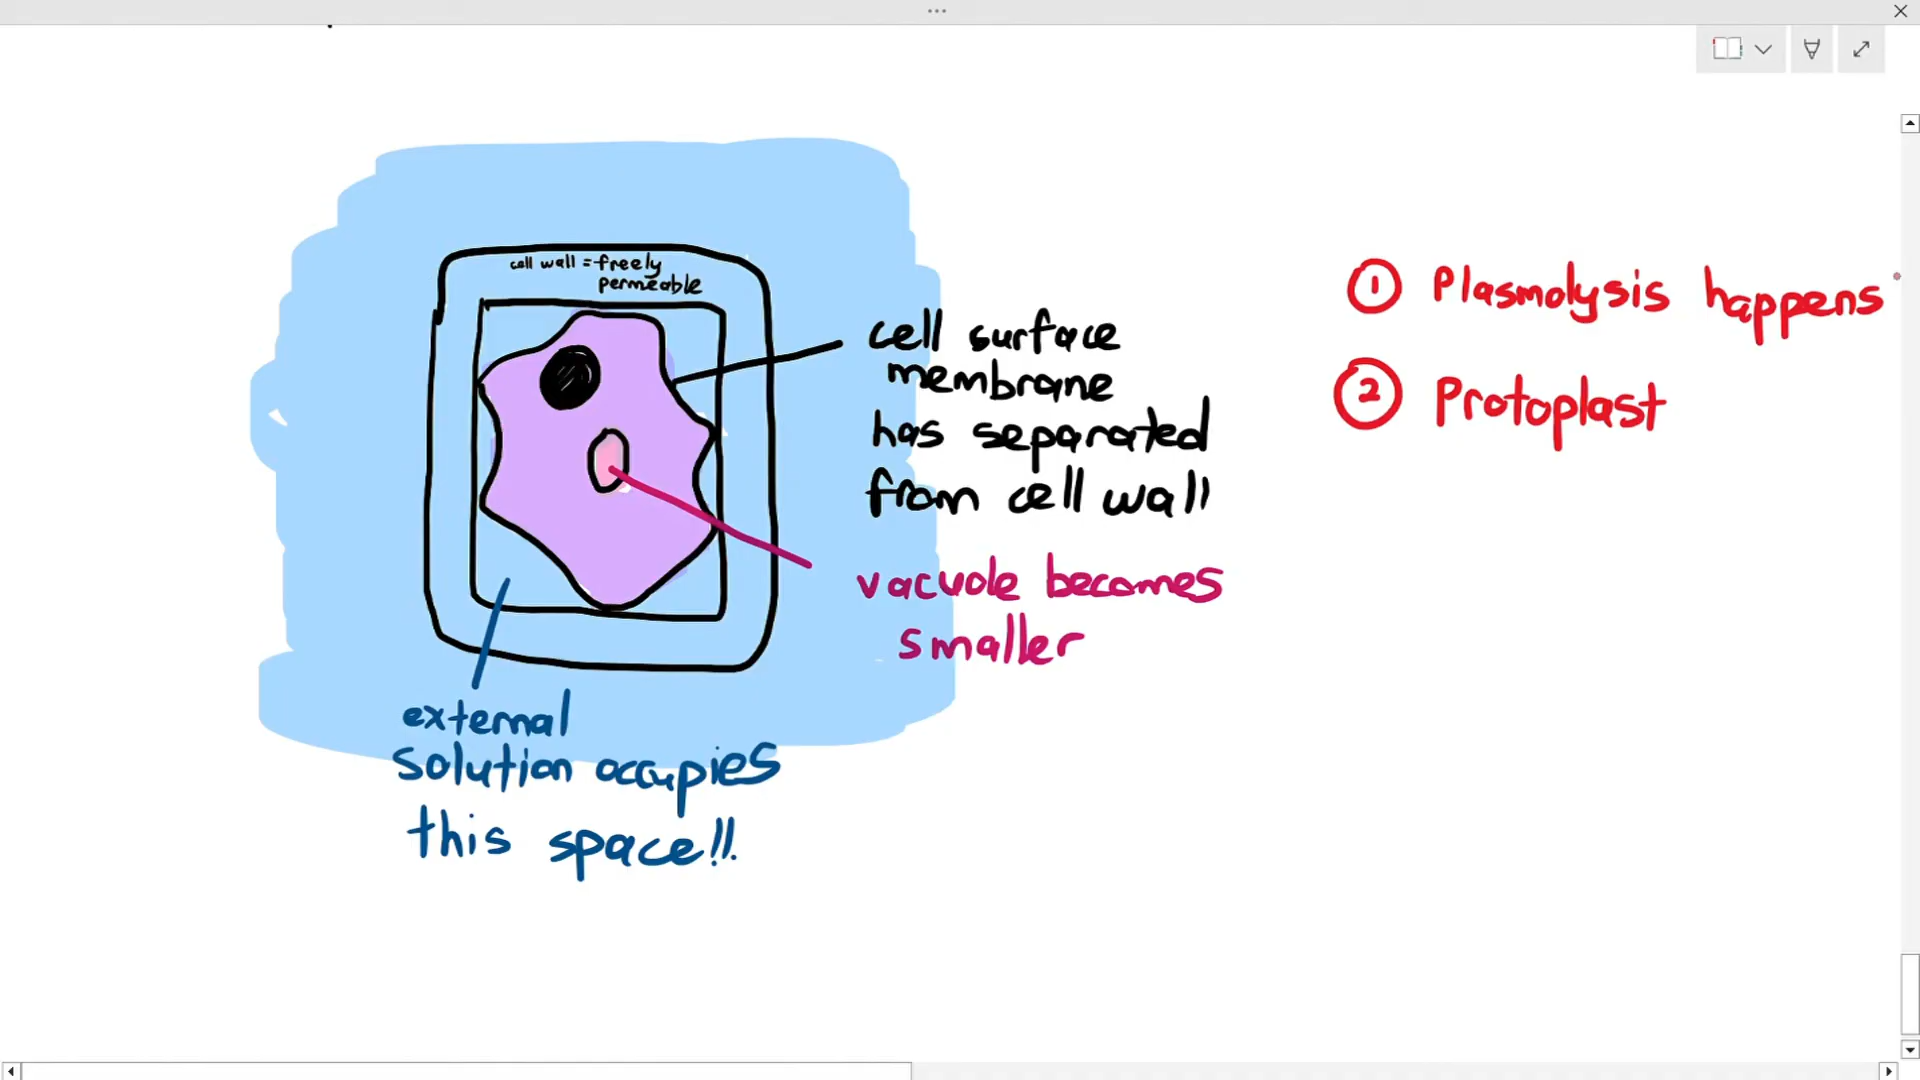 cell wall = freely
permeable
cell surface
membrane
has separated
from cell wall
vacuole becomes
smaller
external
solution occupies
this space!!
① Plasmolysis happens
② Protoplast